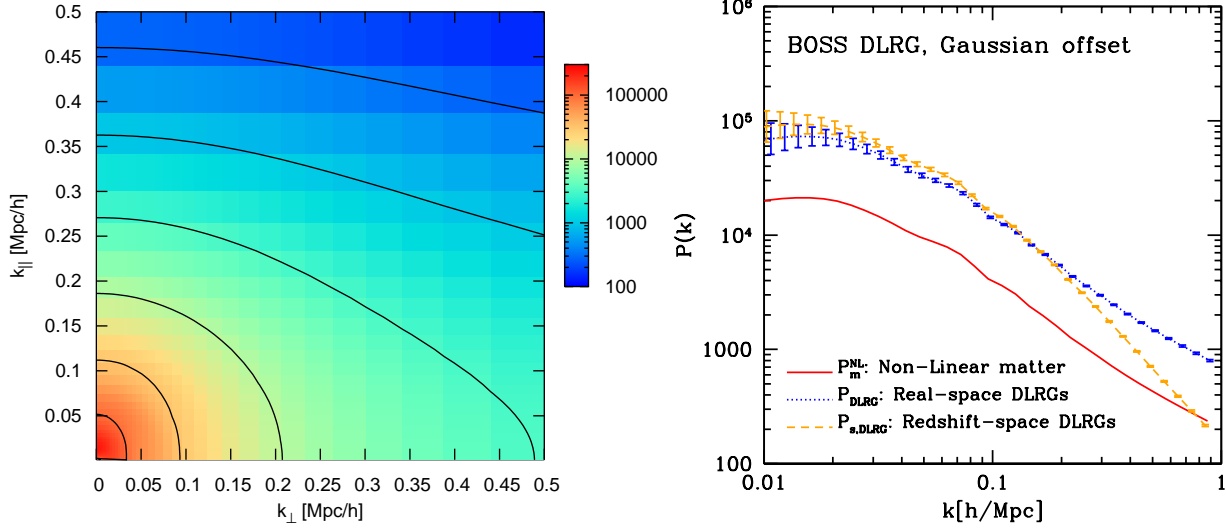 0.45
0.4
0.35
0.3
0.25
0.2
0.15
0.1
0.05
k|| [Mpc/h]
0 0.05 0.1 0.15 0.2 0.25 0.3 0.35 0.4 0.45 0.5
k⊥ [Mpc/h]
100000
10000
1000
100
10⁶
10⁵
10⁴
1000
100
P(k)
BOSS DLRG, Gaussian offset
P_m^NL: Non-Linear matter
P_DLRG: Real-space DLRGs
P_s,DLRG: Redshift-space DLRGs
0.01 0.1 1
k[h/Mpc]